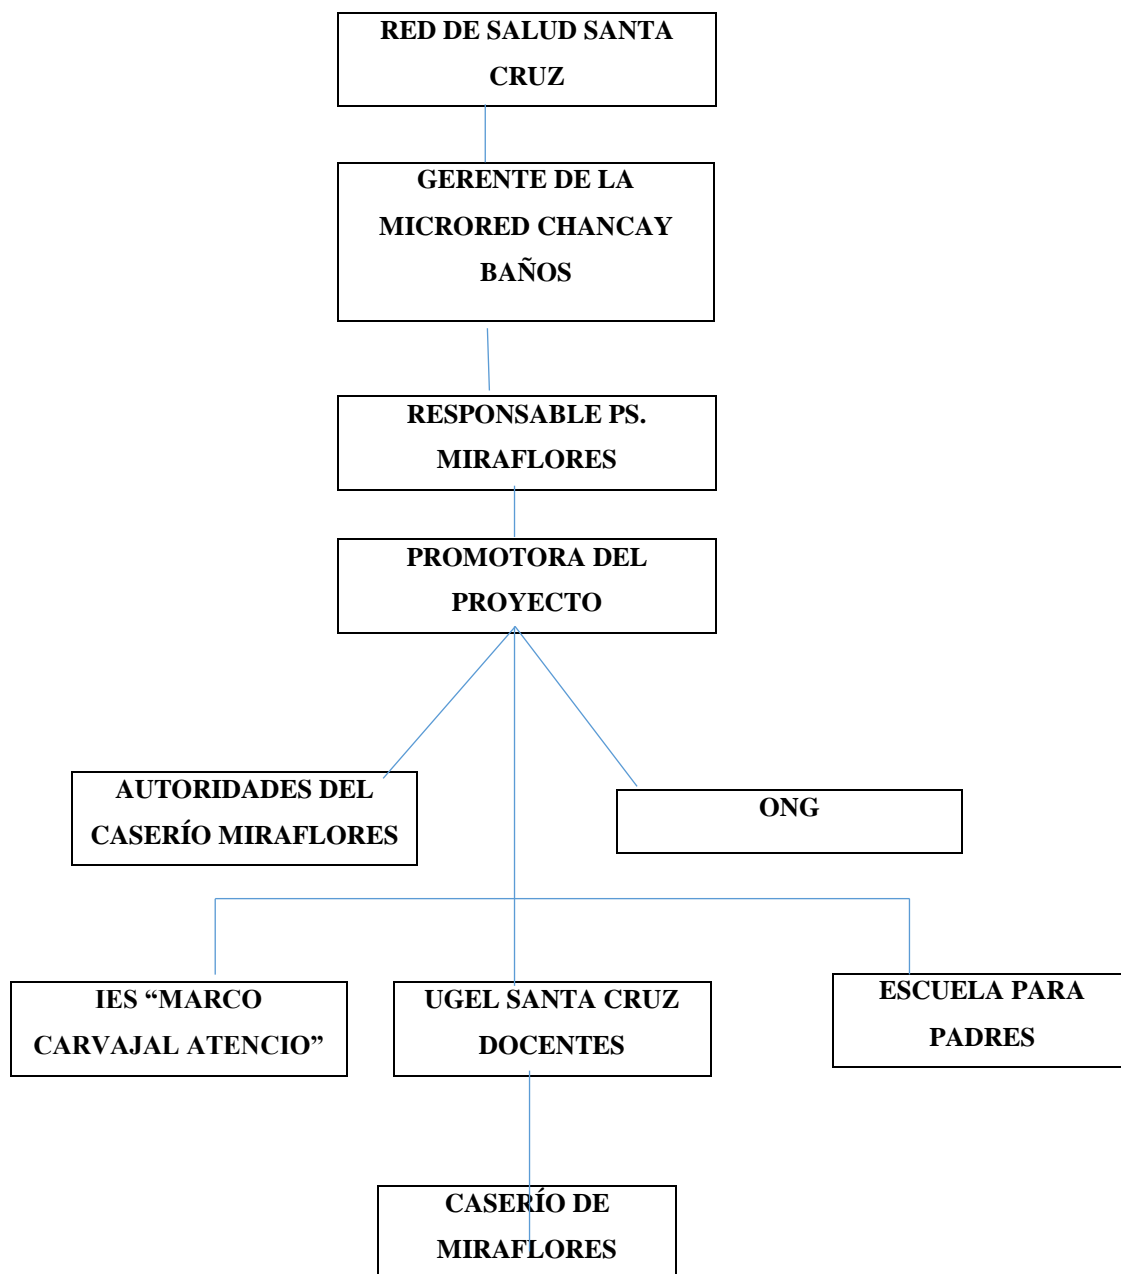 RED DE SALUD SANTA
CRUZ
GERENTE DE LA
MICRORED CHANCAY
BAÑOS
RESPONSABLE PS.
MIRAFLORES
PROMOTORA DEL
PROYECTO
AUTORIDADES DEL
CASERÍO MIRAFLORES
ONG
IES “MARCO
CARVAJAL ATENCIO”
UGEL SANTA CRUZ
DOCENTES
ESCUELA PARA
PADRES
CASERÍO DE
MIRAFLORES